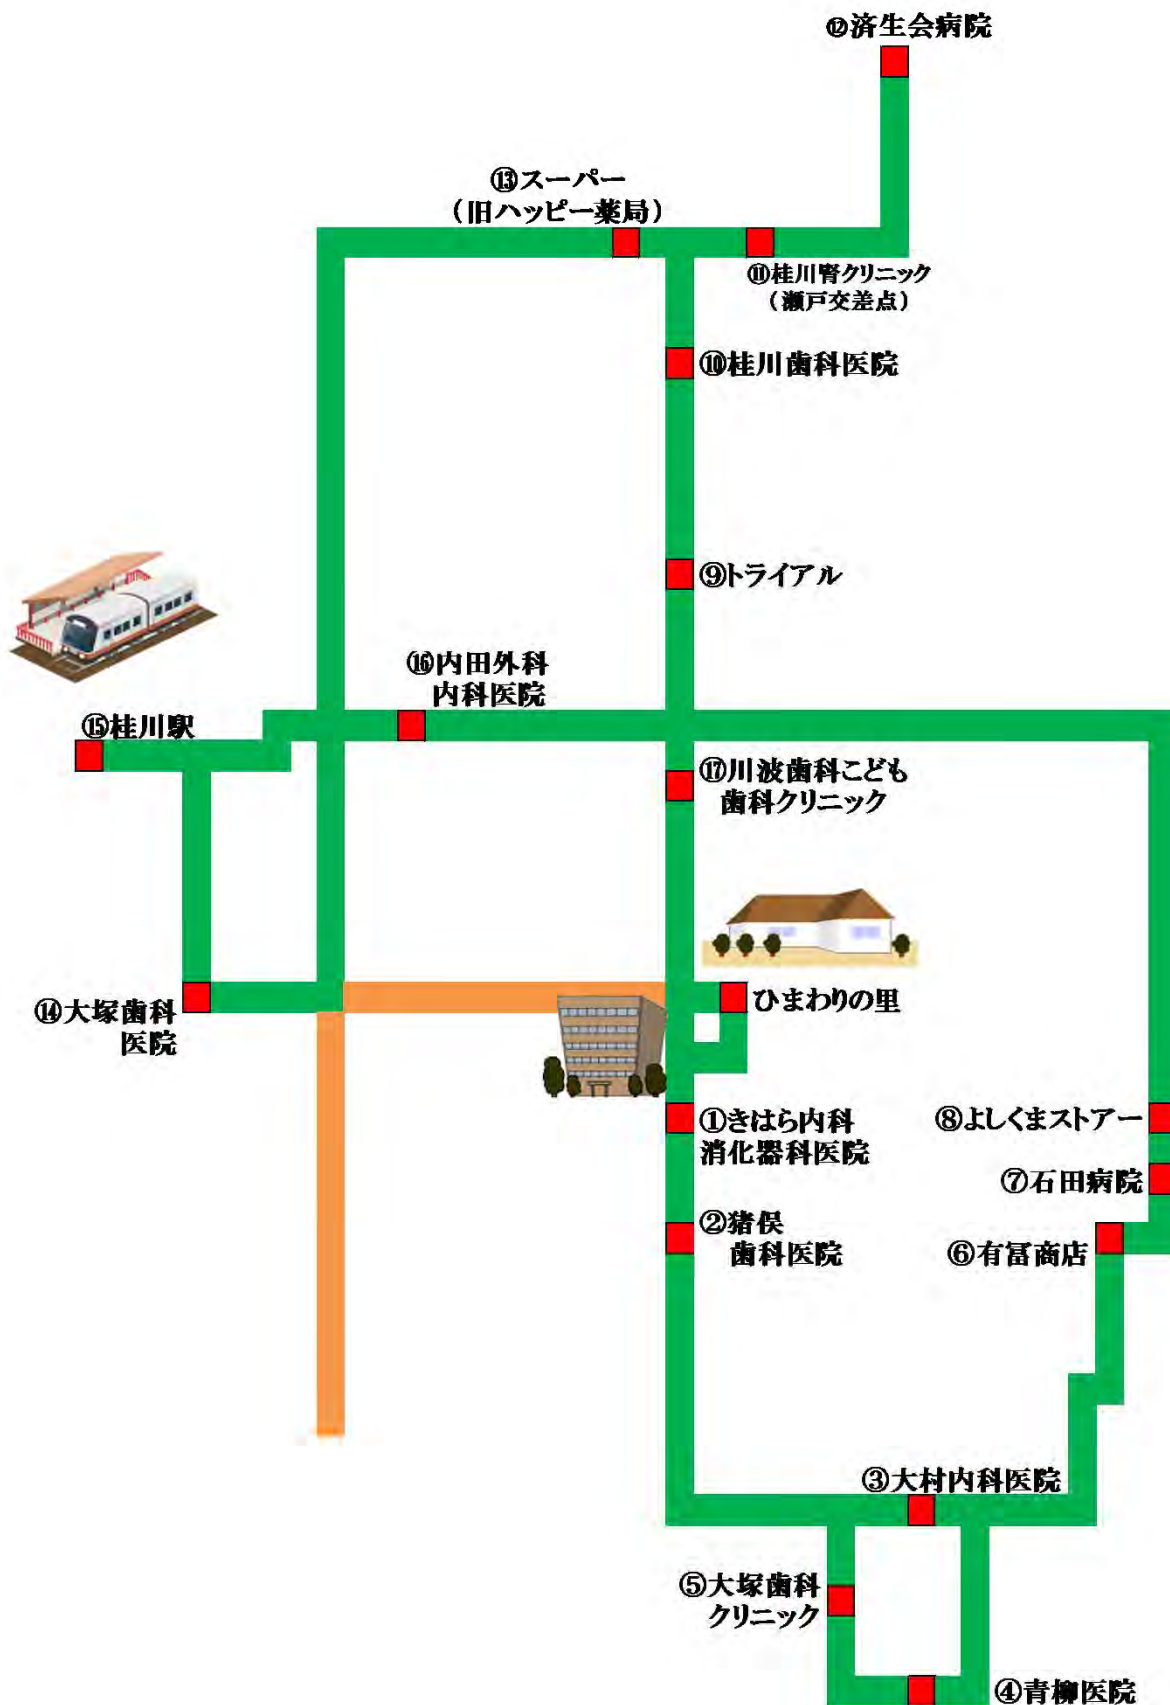 ⑫済生会病院
⑬スーパー
（旧ハッピー薬局）
⑪桂川腎クリニック
（瀬戸交差点）
⑩桂川歯科医院
⑨トライアル
⑯内田外科
内科医院
⑮桂川駅
⑰川波歯科こども
歯科クリニック
ひまわりの里
⑭大塚歯科
医院
①きはら内科
消化器科医院
⑧よしくまストアー
⑦石田病院
②猪俣
歯科医院
⑥有冨商店
③大村内科医院
⑤大塚歯科
クリニック
④青柳医院